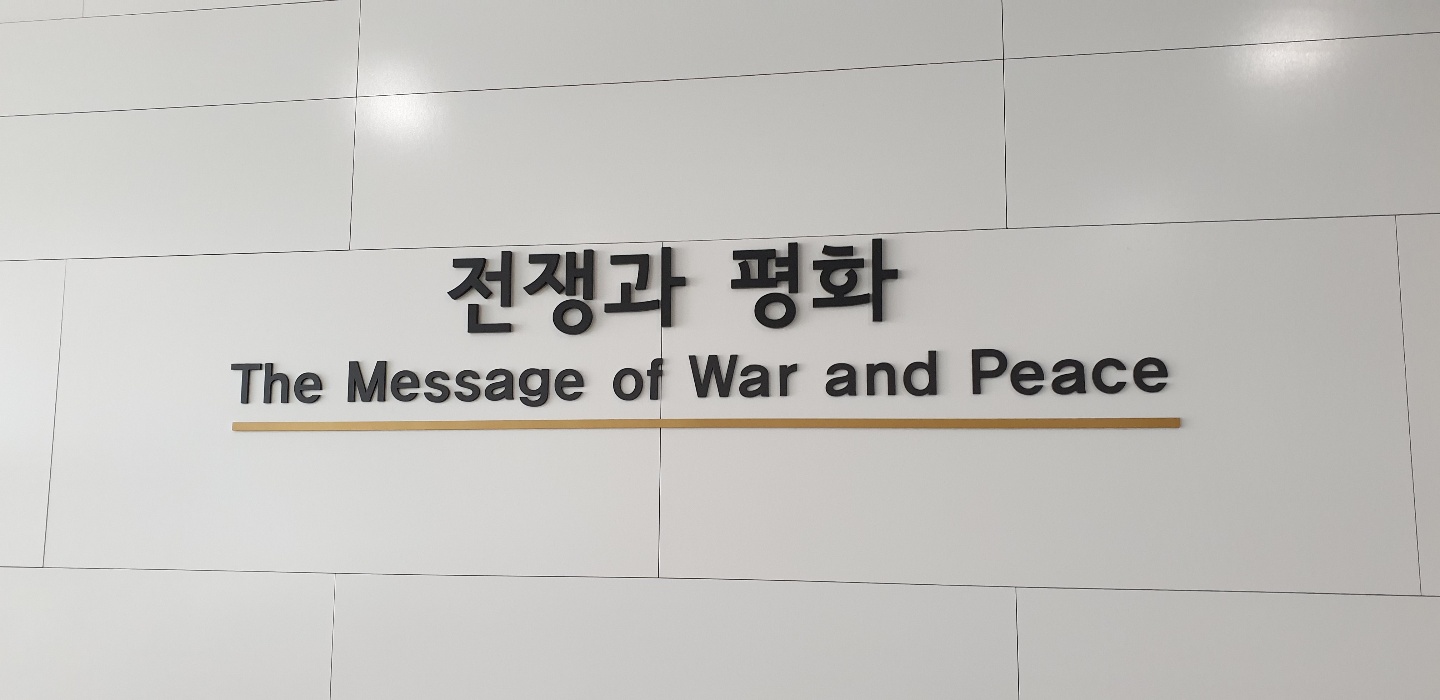 전쟁과 평화
The Message of War and Peace